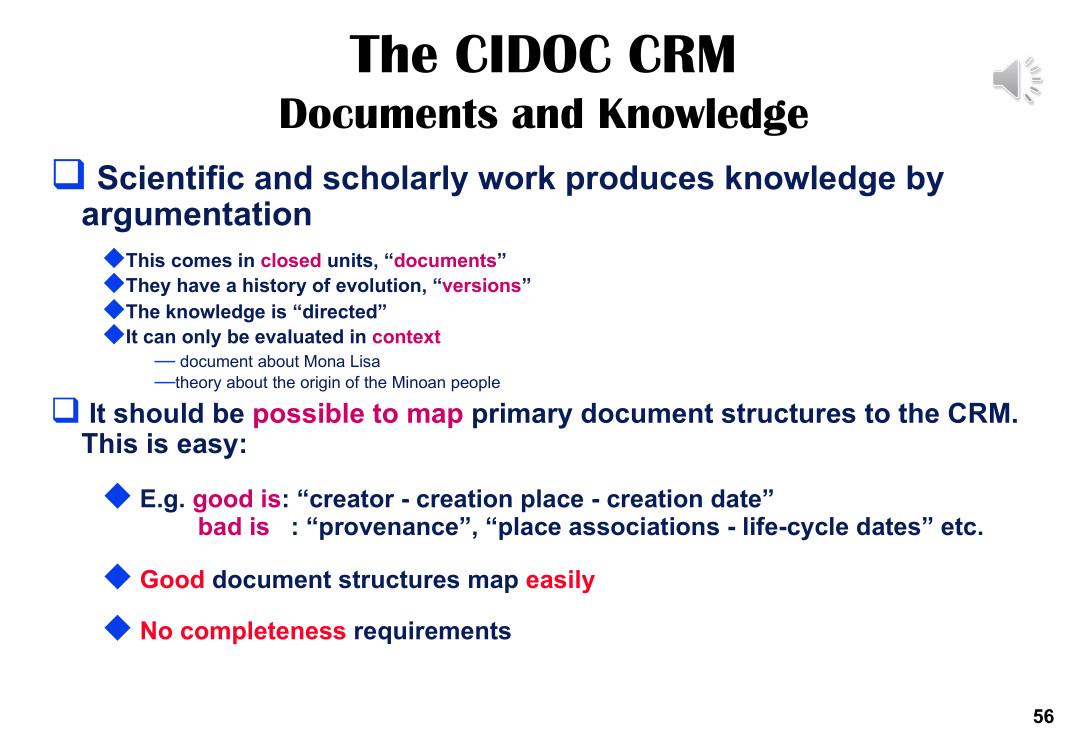 The CIDOC CRM
Documents and Knowledge
❑ Scientific and scholarly work produces knowledge by
argumentation
◆This comes in closed units, “documents”
◆They have a history of evolution, “versions”
◆The knowledge is “directed”
◆It can only be evaluated in context
— document about Mona Lisa
—theory about the origin of the Minoan people
❑ It should be possible to map primary document structures to the CRM.
This is easy:
◆ E.g. good is: “creator - creation place - creation date”
bad is : “provenance”, “place associations - life-cycle dates” etc.
◆ Good document structures map easily
◆ No completeness requirements
56